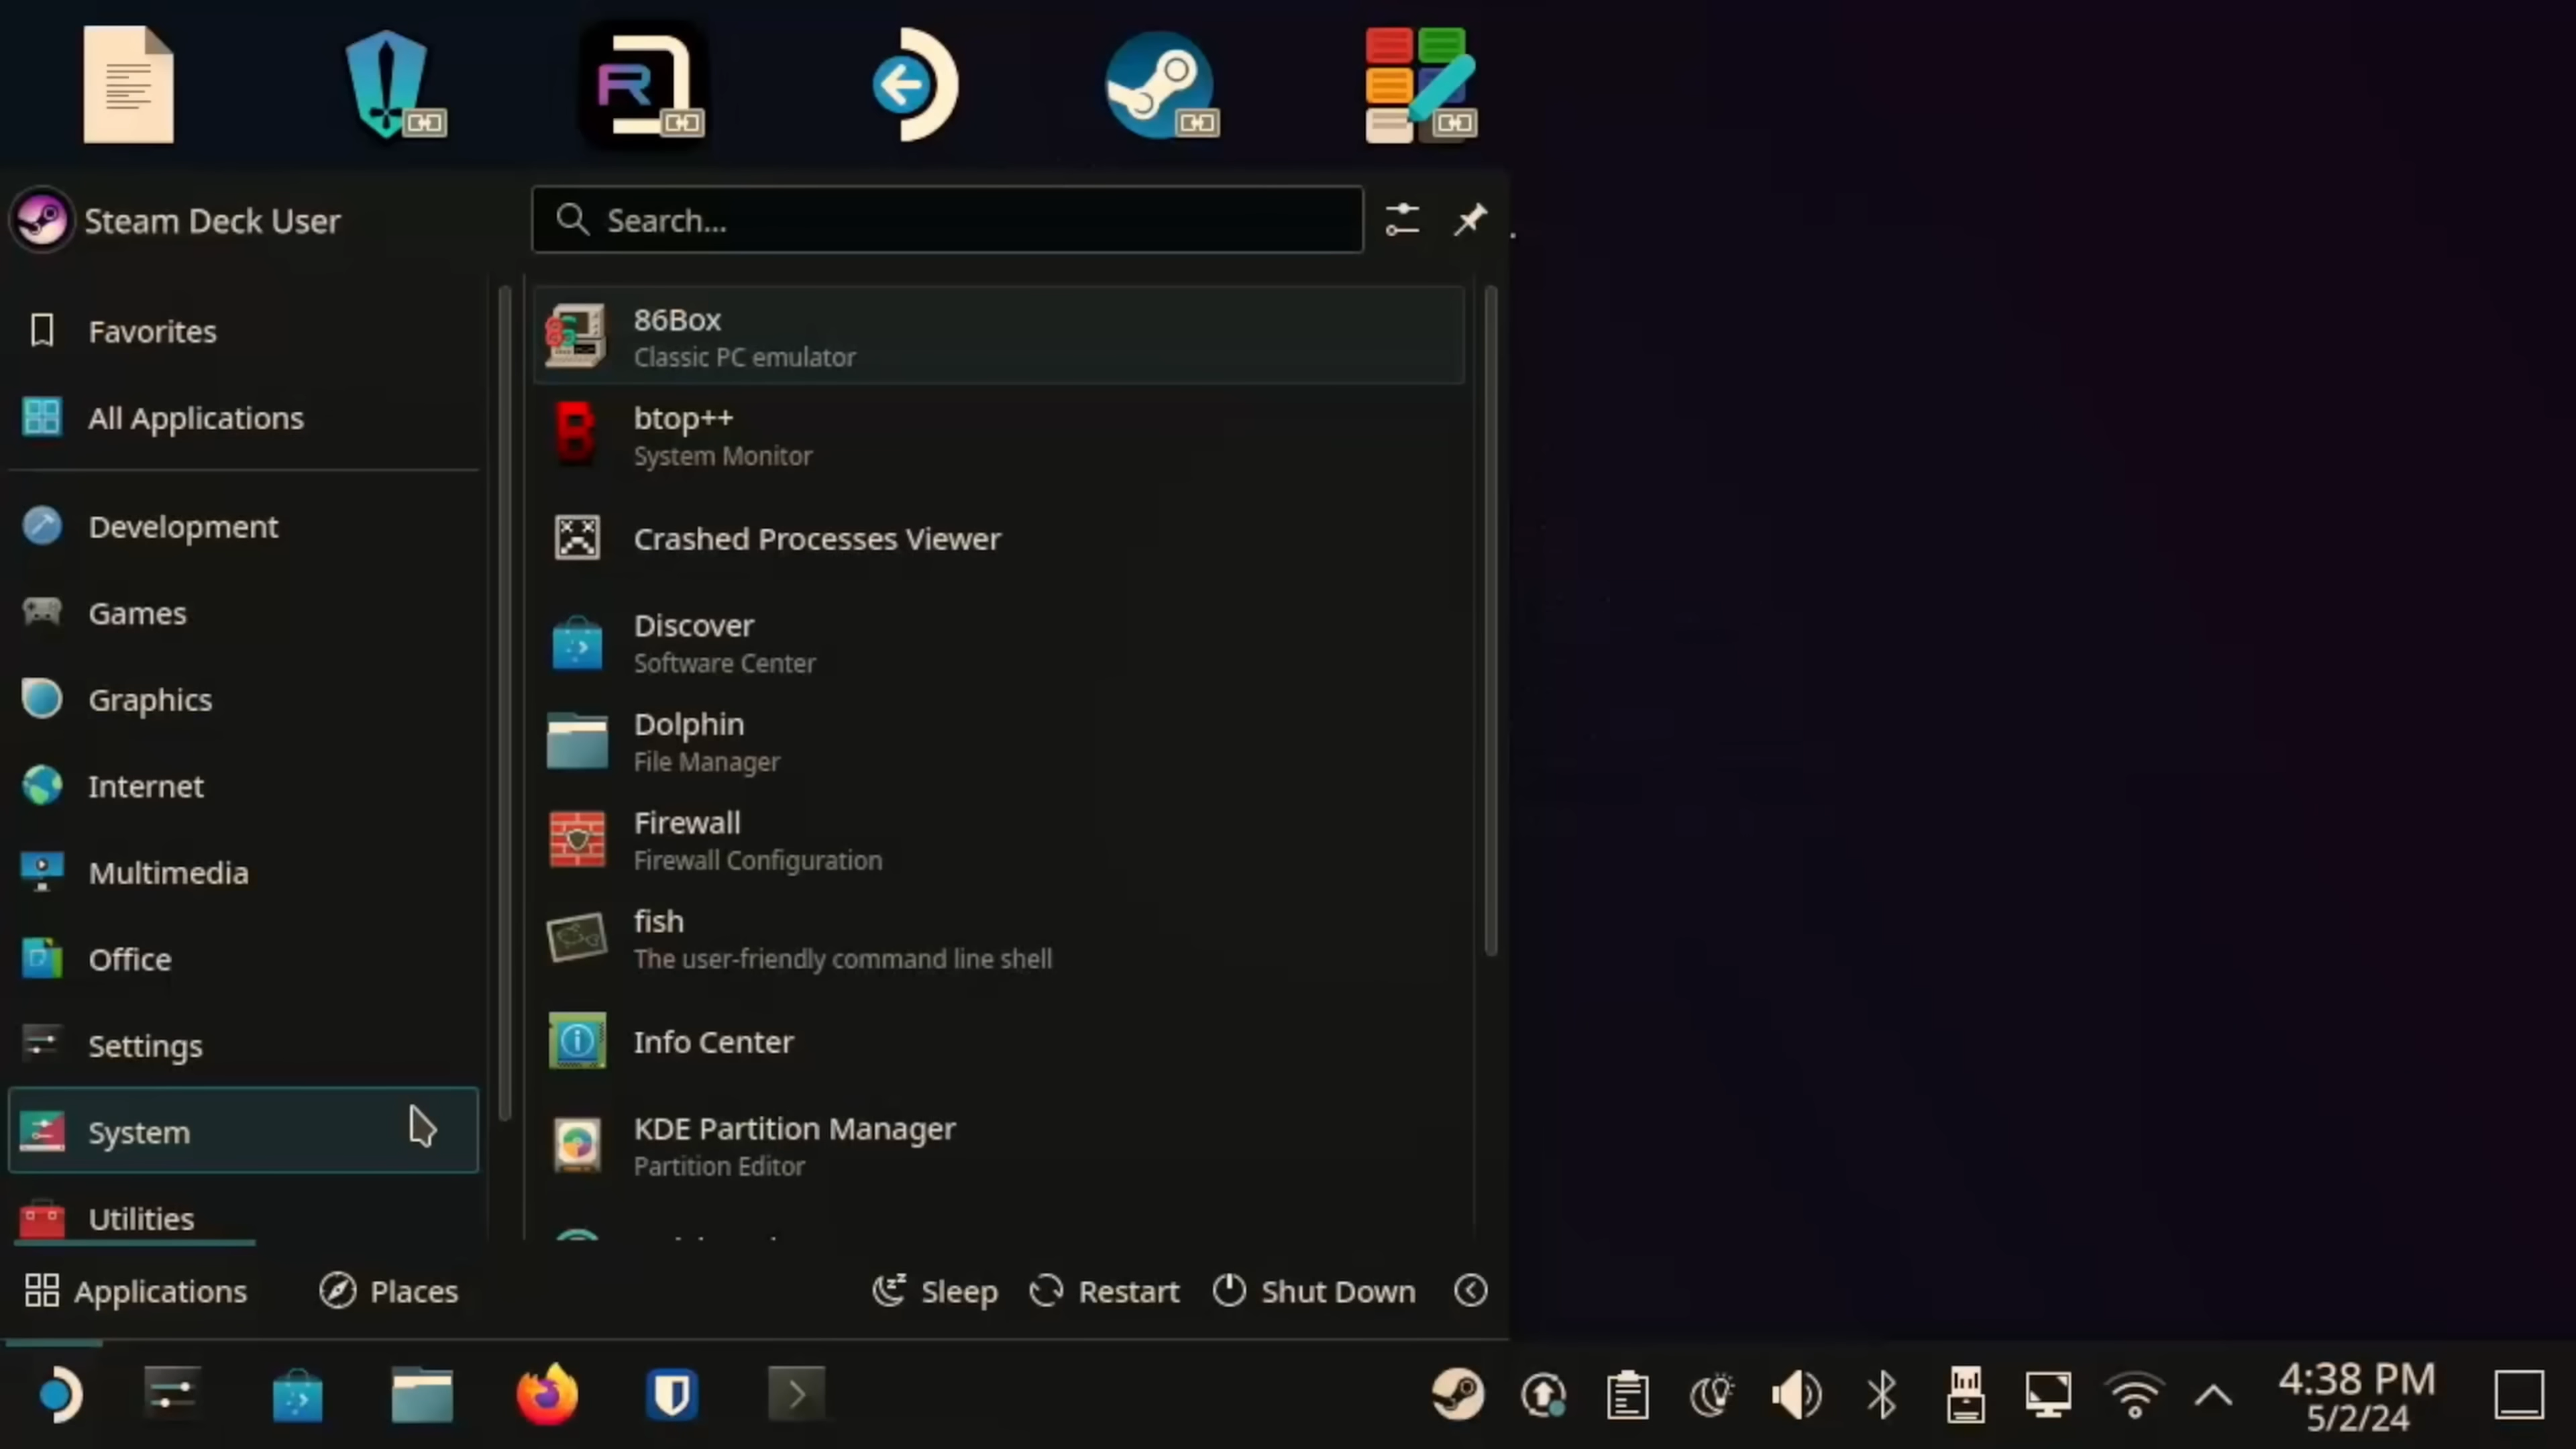 Steam Deck User
Search...
Favorites
All Applications
Development
Games
Graphics
Internet
Multimedia
Office
Settings
System
Utilities
86Box
Classic PC emulator
btop++
System Monitor
Crashed Processes Viewer
Discover
Software Center
Dolphin
File Manager
Firewall
Firewall Configuration
fish
The user-friendly command line shell
Info Center
KDE Partition Manager
Partition Editor
Applications
Places
Sleep
Restart
Shut Down
4:38 PM
5/2/24